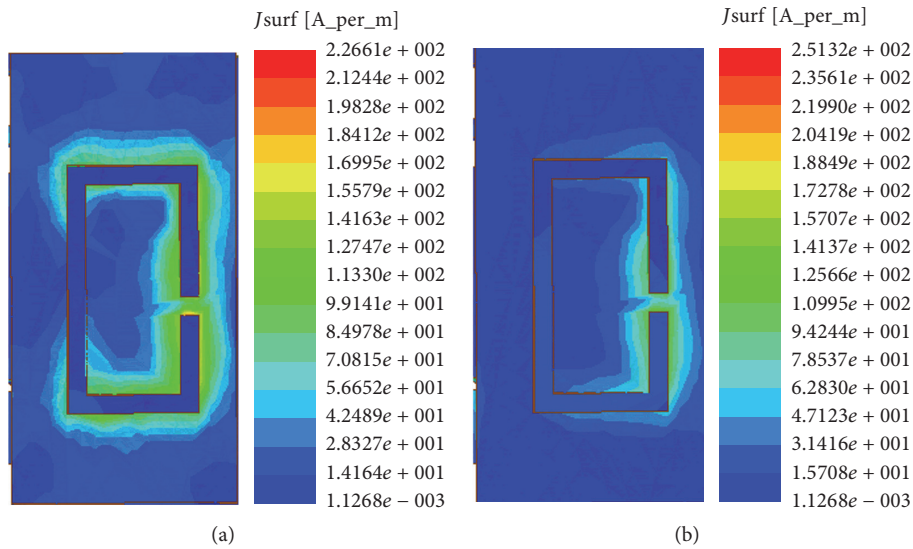 Jsurf [A_per_m]
2.2661e + 002
2.1244e + 002
1.9828e + 002
1.8412e + 002
1.6995e + 002
1.5579e + 002
1.4163e + 002
1.2747e + 002
1.1330e + 002
9.9141e + 001
8.4978e + 001
7.0815e + 001
5.6652e + 001
4.2489e + 001
2.8327e + 001
1.4164e + 001
1.1268e − 003
(a)
Jsurf [A_per_m]
2.5132e + 002
2.3561e + 002
2.1990e + 002
2.0419e + 002
1.8849e + 002
1.7278e + 002
1.5707e + 002
1.4137e + 002
1.2566e + 002
1.0995e + 002
9.4244e + 001
7.8537e + 001
6.2830e + 001
4.7123e + 001
3.1416e + 001
1.5708e + 001
1.1268e − 003
(b)